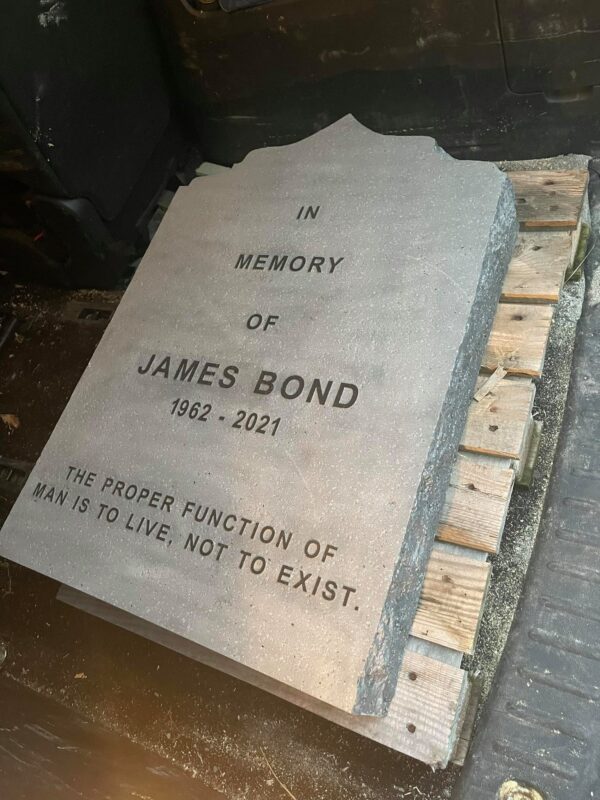 IN
MEMORY
OF
JAMES BOND
1962 - 2021
THE PROPER FUNCTION OF
MAN IS TO LIVE, NOT TO EXIST.